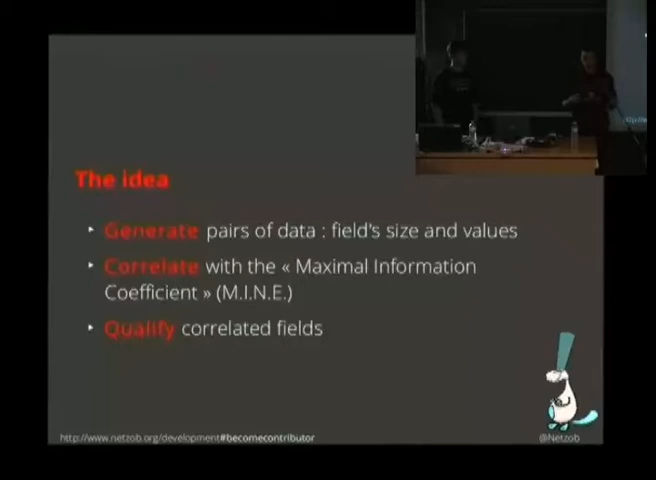 The idea
‣ Generate pairs of data : field's size and values
‣ Correlate with the « Maximal Information
Coefficient » (M.I.N.E.)
‣ Qualify correlated fields
http://www.netzob.org/development#becomecontributor
@Netzob